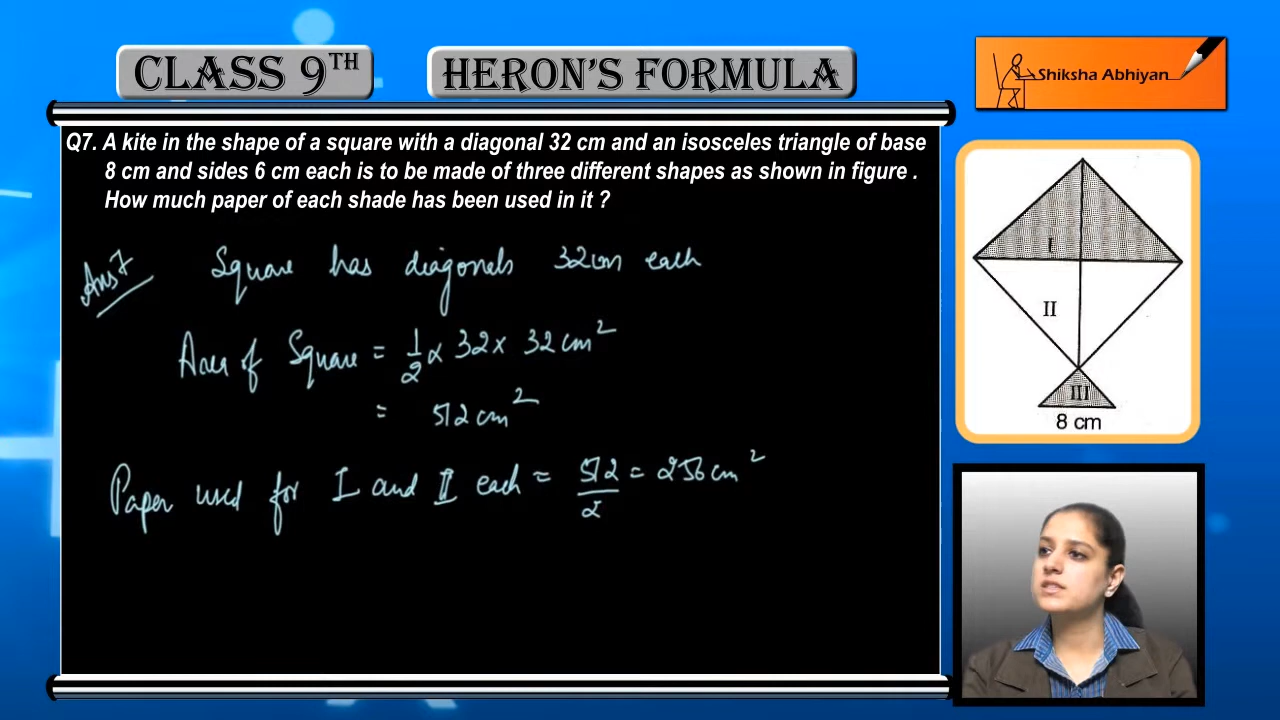 CLASS 9TH
HERON'S FORMULA
Shiksha Abhiyan
Q7. A kite in the shape of a square with a diagonal 32 cm and an isosceles triangle of base
8 cm and sides 6 cm each is to be made of three different shapes as shown in figure .
How much paper of each shade has been used in it ?
Ans7 Square has diagonals 32cm each
Area of Square = 1/2 x 32 x 32 cm²
= 512 cm²
Paper used for I and II each = 512/2 = 256 cm²
I
II
III
8 cm